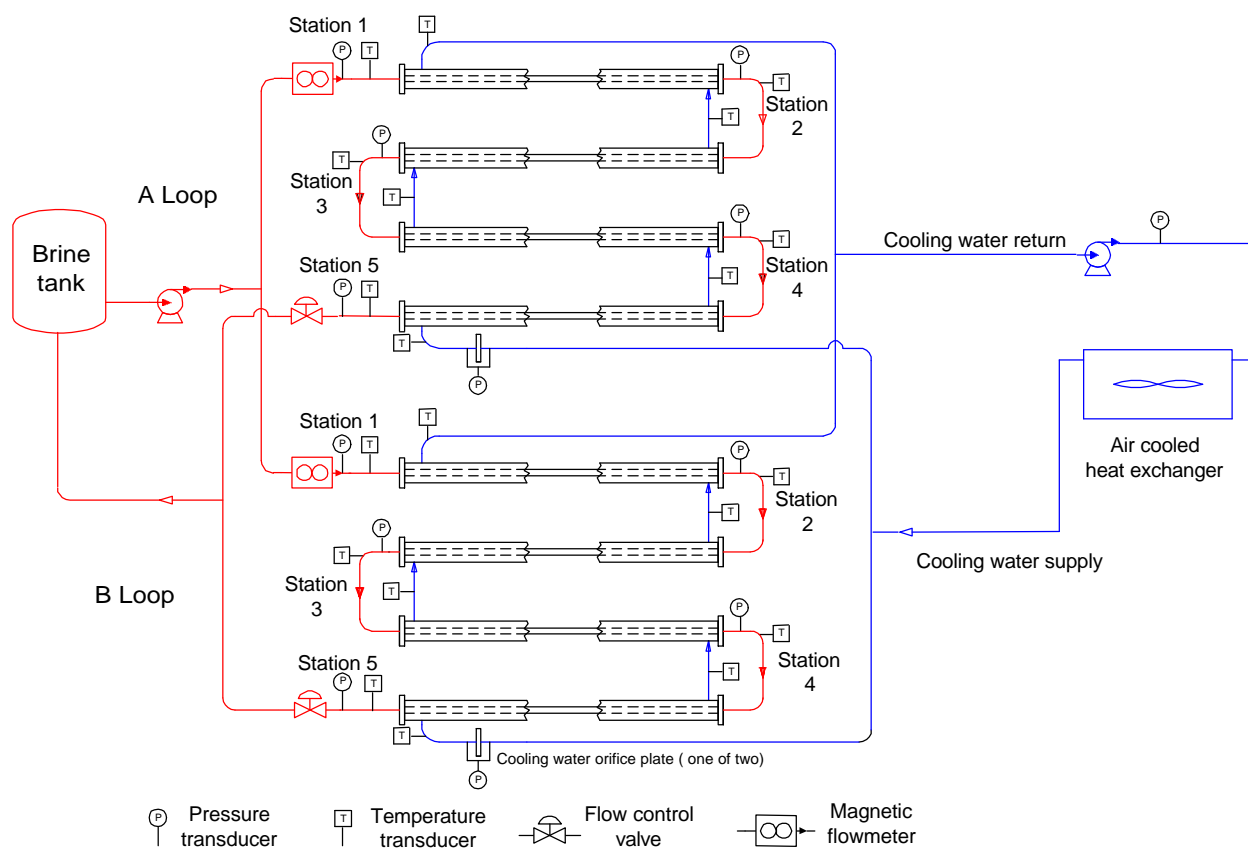 Station 1
P
T
T
P
T
Station
2
T
P
T
Station
3
T
A Loop
P
T
Station
4
T
Brine
tank
Station 5
P
T
T
P
Cooling water return
P
Air cooled
heat exchanger
Cooling water supply
Station 1
P
T
T
P
T
Station
2
T
P
T
Station
3
T
B Loop
P
T
Station
4
T
Station 5
P
T
T
P
Cooling water orifice plate ( one of two)
P
Pressure
transducer
T
Temperature
transducer
Flow control
valve
Magnetic
flowmeter